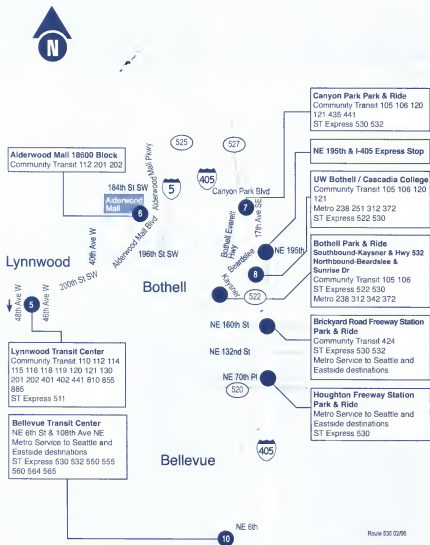 N
Canyon Park Park & Ride
Community Transit 105 106 120
121 435 441
ST Express 530 532
NE 195th & I-405 Express Stop
UW Bothell / Cascadia College
Community Transit 105 106 120
121
Metro 238 251 312 372
ST Express 522 530
Bothell Park & Ride
Southbound-Kaysner & Hwy 532
Northbound-Beardslee &
Sunrise Dr
Community Transit 105 106
ST Express 522 530
Metro 238 312 342 372
Brickyard Road Freeway Station
Park & Ride
Community Transit 424
ST Express 530 532
Metro Service to Seattle and
Eastside destinations
Houghton Freeway Station
Park & Ride
Metro Service to Seattle and
Eastside destinations
ST Express 530
Alderwood Mall 18600 Block
Community Transit 112 201 202
525
527
Alderwood Mall Pkwy
184th St SW
5
405
Alderwood
Mall
6
Canyon Park Blvd
7
17th Ave SE
40th Ave W
Alderwood Mall Blvd
196th St SW
Bothell Everett
Hwy
Beardslee
NE 195th
8
Lynnwood
200th St SW
Bothell
Kaysner
522
48th Ave W
46th Ave W
5
NE 160th St
NE 132nd St
NE 70th Pl
520
Lynnwood Transit Center
Community Transit 110 112 114
115 116 118 119 120 121 130
201 202 401 402 441 810 855
885
ST Express 511
Bellevue Transit Center
NE 6th St & 108th Ave NE
Metro Service to Seattle and
Eastside destinations
ST Express 530 532 550 555
560 564 565
Bellevue
405
NE 6th
10
Route 535 02/06